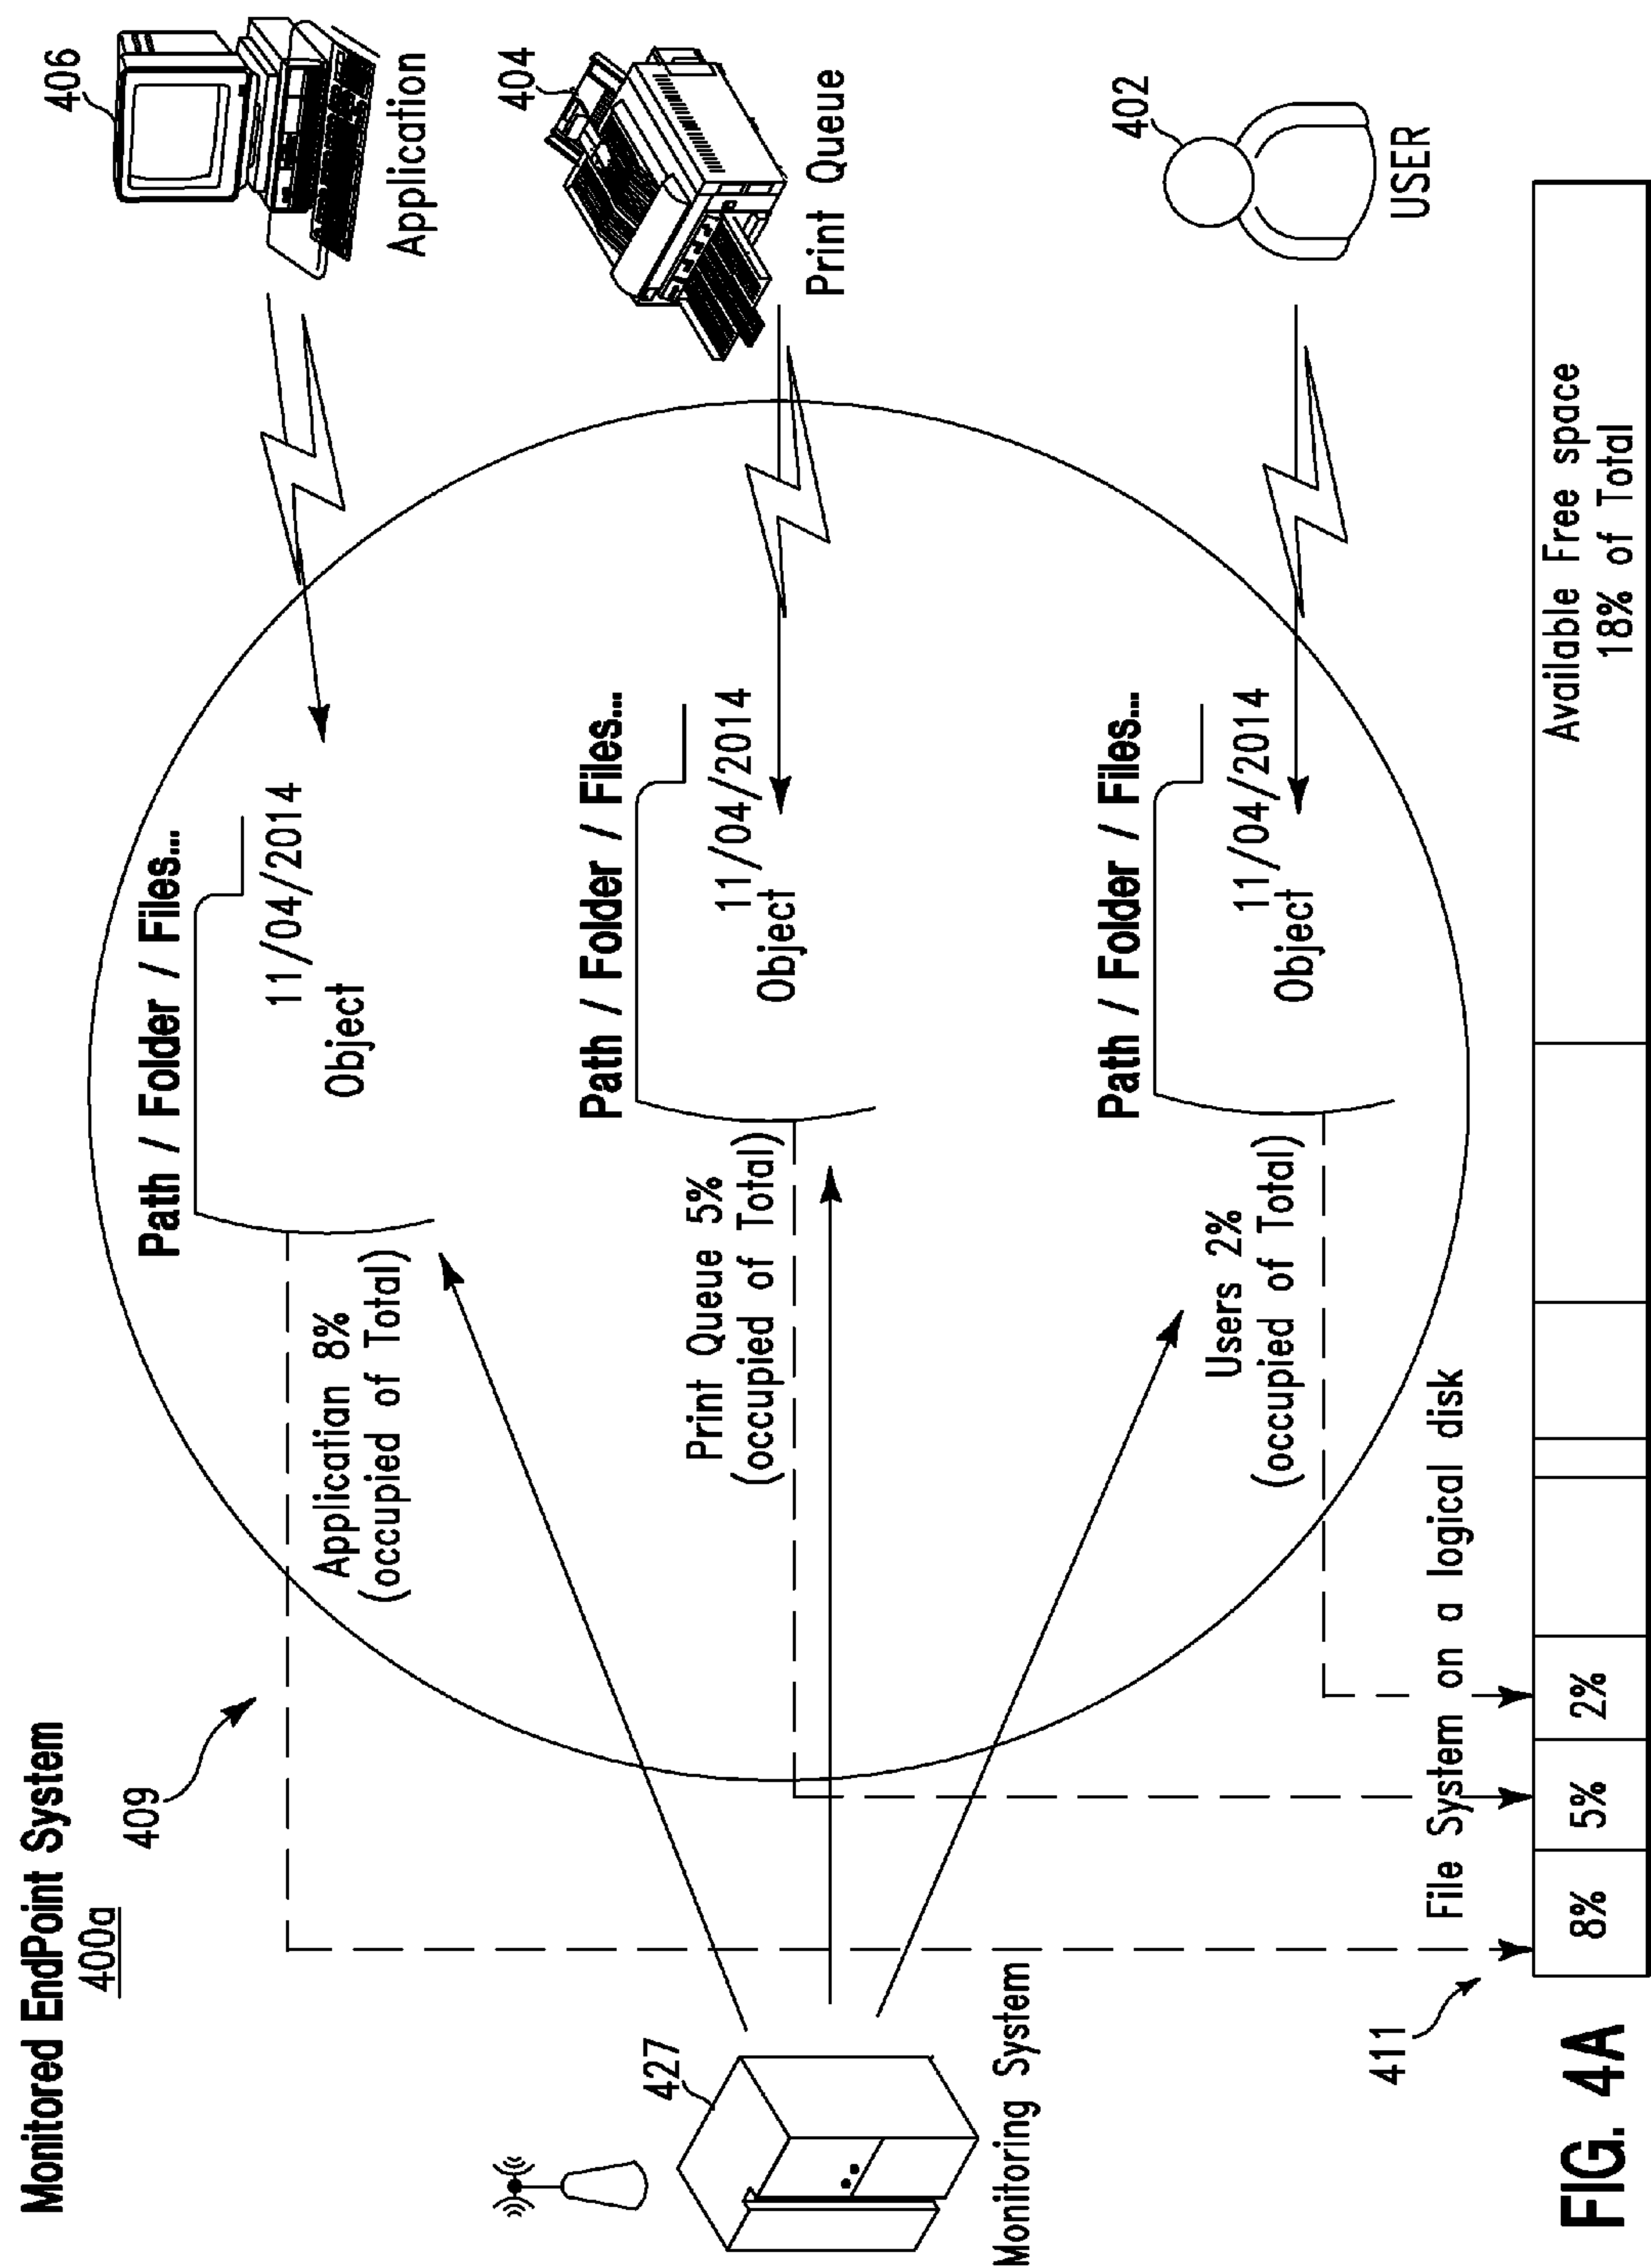 Monitored EndPoint System
400a
409
406
Application
Path / Folder / Files...
11/04/2014
Object
Application 8%
(occupied of Total)
404
Print Queue
Path / Folder / Files...
11/04/2014
Object
Print Queue 5%
(occupied of Total)
427
Monitoring System
402
USER
Path / Folder / Files...
11/04/2014
Object
Users 2%
(occupied of Total)
File System on a logical disk
411
8%
5%
2%
Available Free space
18% of Total
FIG. 4A